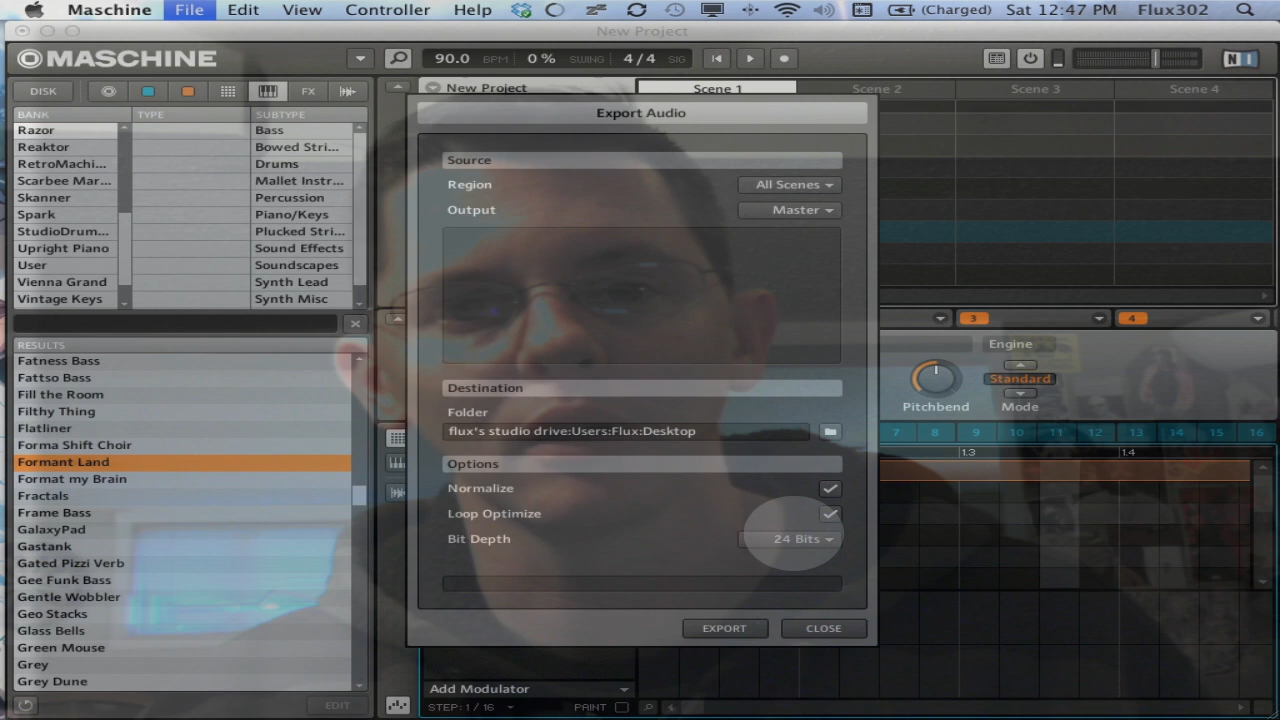 Maschine File Edit View Controller Help (Charged) Sat 12:47 PM Flux302
New Project
MASCHINE 90.0 BPM 0 % SWING 4 / 4 SIG
DISK FX New Project Scene 1 Scene 2 Scene 3 Scene 4
BANK TYPE SUBTYPE
Razor Bass
Reaktor Bowed Stri...
RetroMachi... Drums
Scarbee Mar... Mallet Instr...
Skanner Percussion
Spark Piano/Keys
StudioDrum... Plucked Stri...
Upright Piano Sound Effects
User Soundscapes
Vienna Grand Synth Lead
Vintage Keys Synth Misc
RESULTS
Fatness Bass
Fattso Bass
Fill the Room
Filthy Thing
Flatliner
Forma Shift Choir
Formant Land
Format my Brain
Fractals
Frame Bass
GalaxyPad
Gastank
Gated Pizzi Verb
Gee Funk Bass
Gentle Wobbler
Geo Stacks
Glass Bells
Green Mouse
Grey
Grey Dune
EDIT
Export Audio
Source
Region All Scenes
Output Master
Destination
Folder
flux's studio drive:Users:Flux:Desktop
Options
Normalize
Loop Optimize
Bit Depth 24 Bits
EXPORT CLOSE
3 4
Engine
Standard
Pitchbend Mode
7 8 9 10 11 12 13 14 15 16
1.3 1.4
Add Modulator
STEP: 1 / 16 PAINT